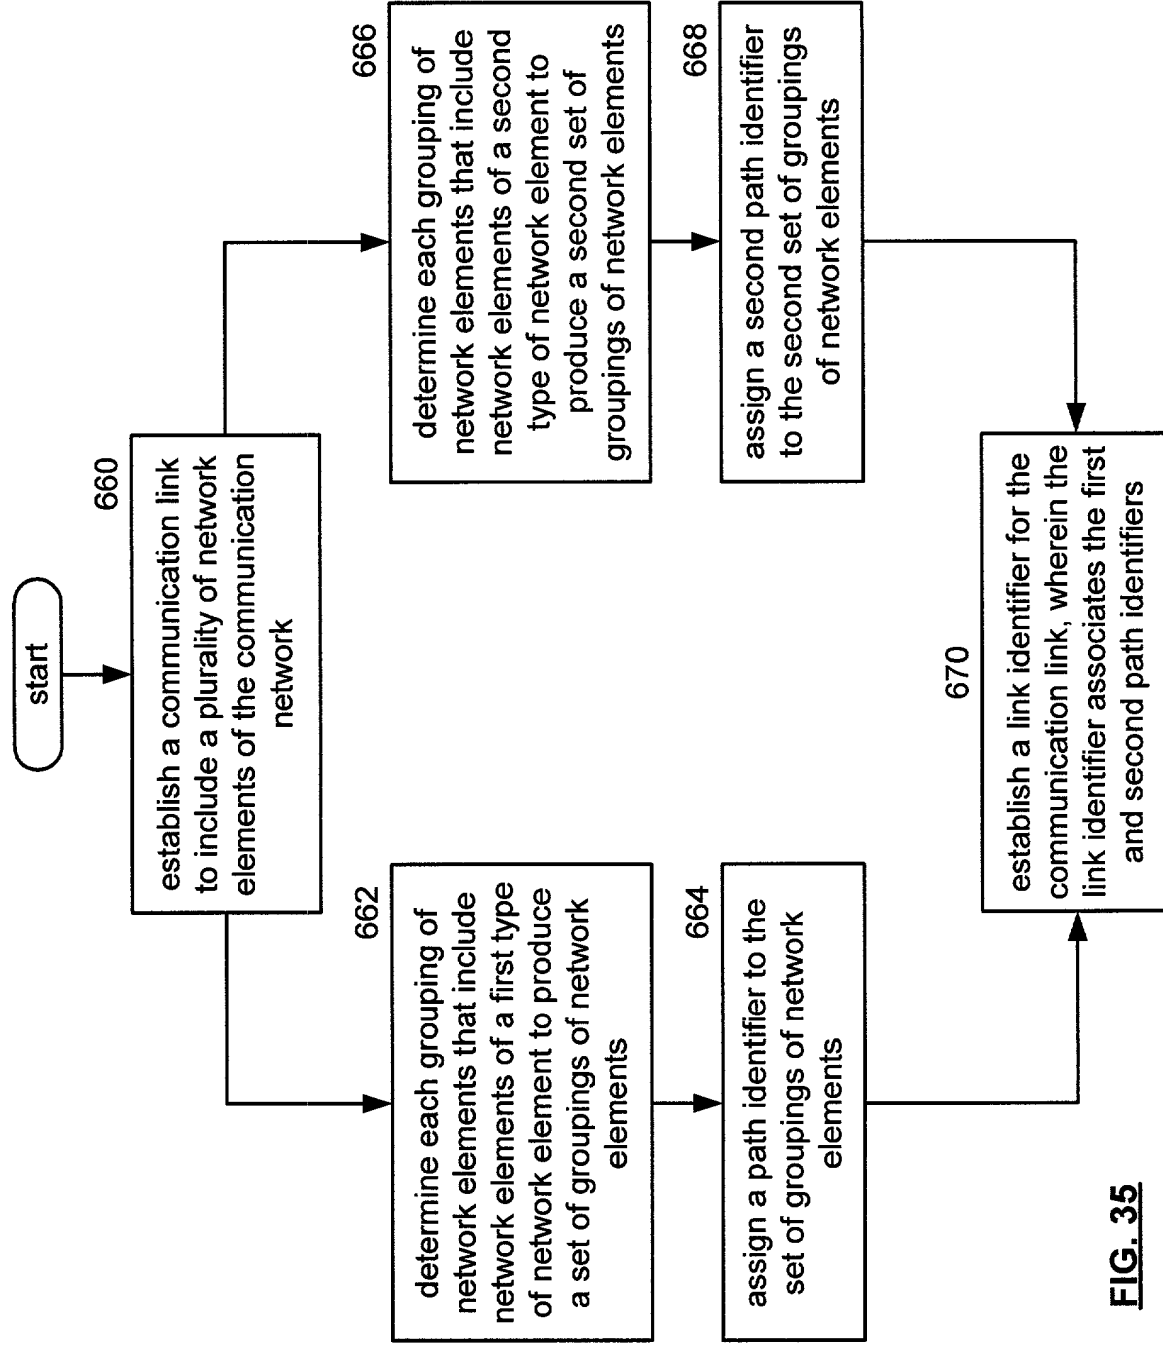 start
660
establish a communication link
to include a plurality of network
elements of the communication
network
662
determine each grouping of
network elements that include
network elements of a first type
of network element to produce
a set of groupings of network
elements
664
assign a path identifier to the
set of groupings of network
elements
666
determine each grouping of
network elements that include
network elements of a second
type of network element to
produce a second set of
groupings of network elements
668
assign a second path identifier
to the second set of groupings
of network elements
670
establish a link identifier for the
communication link, wherein the
link identifier associates the first
and second path identifiers
FIG. 35